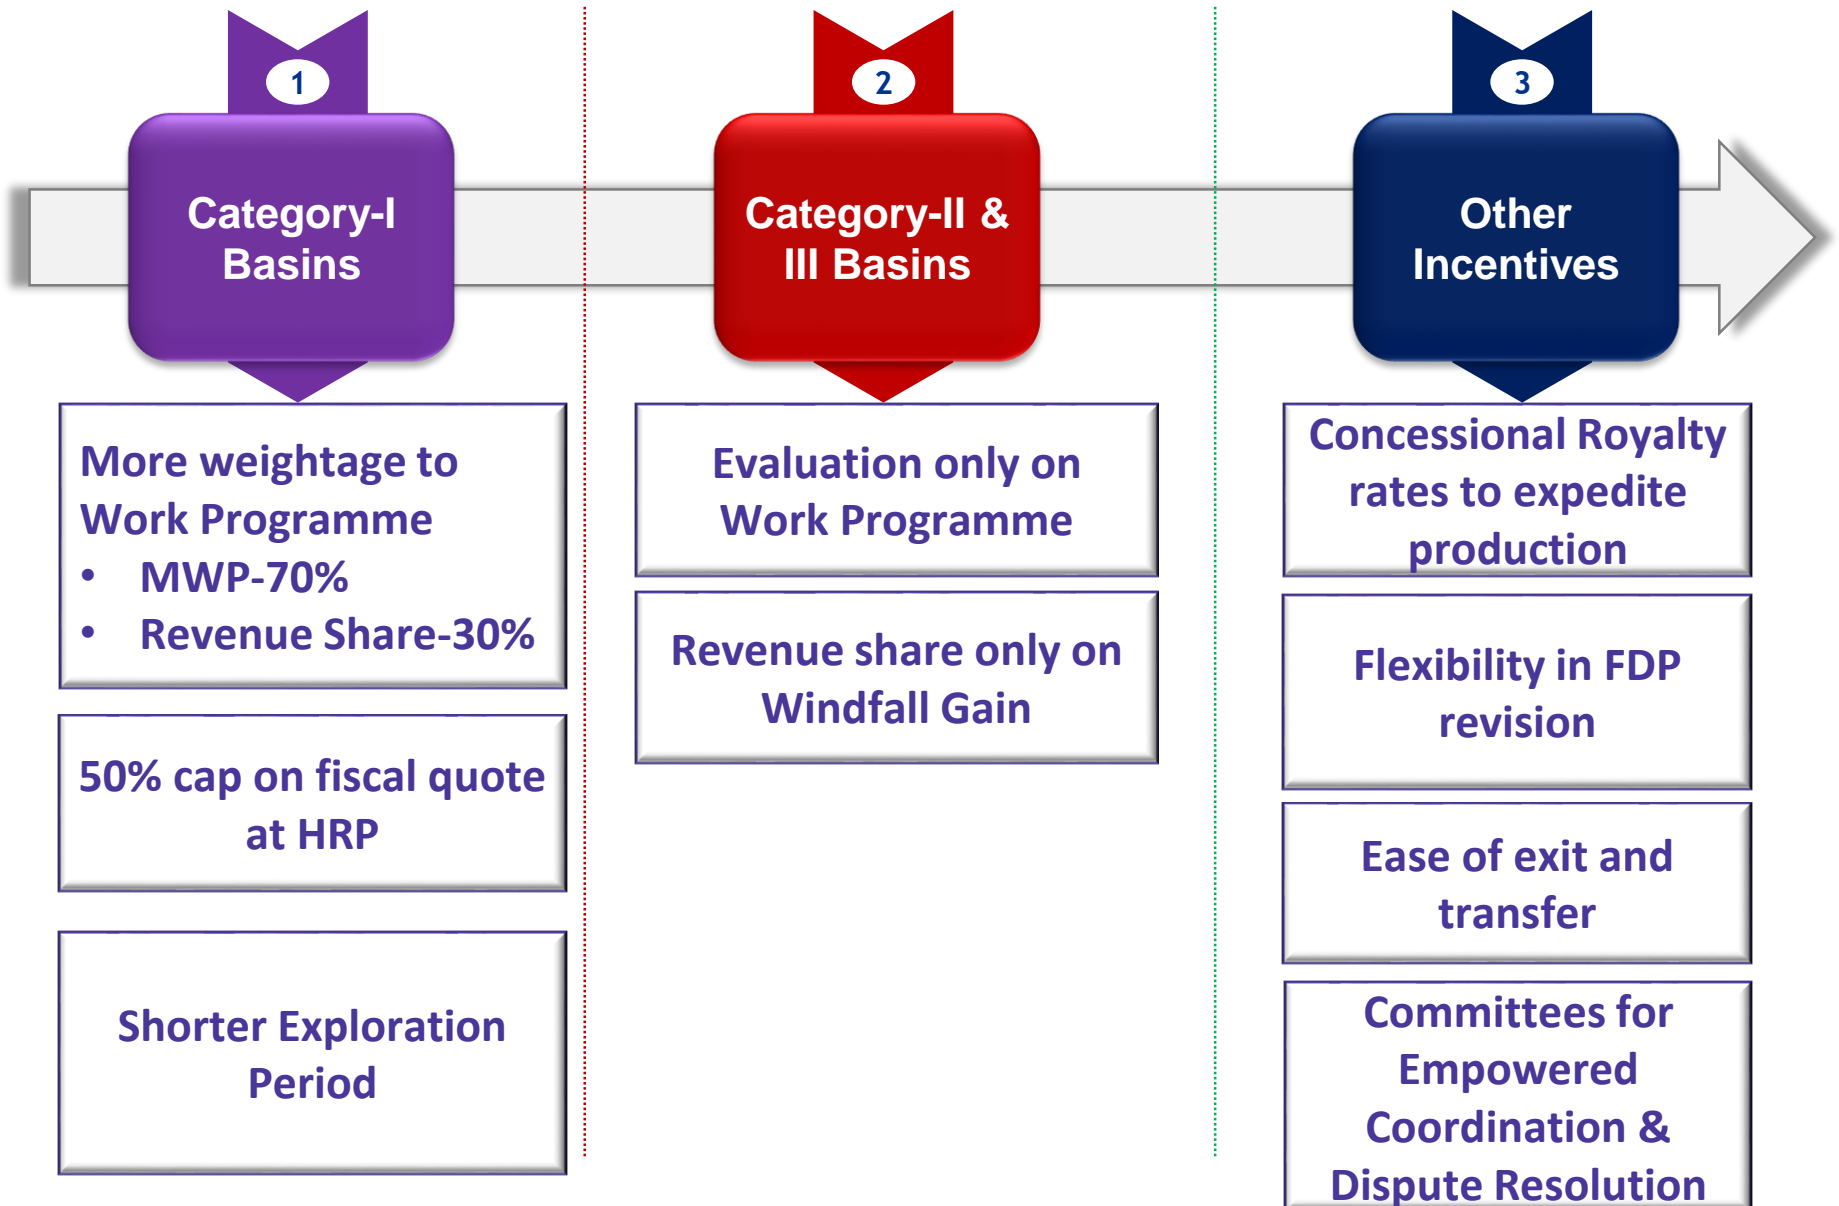 1
Category-I
Basins
More weightage to
Work Programme
• MWP-70%
• Revenue Share-30%
50% cap on fiscal quote
at HRP
Shorter Exploration
Period
2
Category-II &
III Basins
Evaluation only on
Work Programme
Revenue share only on
Windfall Gain
3
Other
Incentives
Concessional Royalty
rates to expedite
production
Flexibility in FDP
revision
Ease of exit and
transfer
Committees for
Empowered
Coordination &
Dispute Resolution